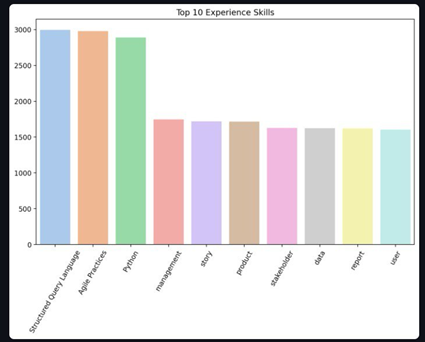 Top 10 Experience Skills
3000
2500
2000
1500
1000
500
0
Structured Query Language
Agile Practices
Python
management
story
product
stakeholder
data
report
user